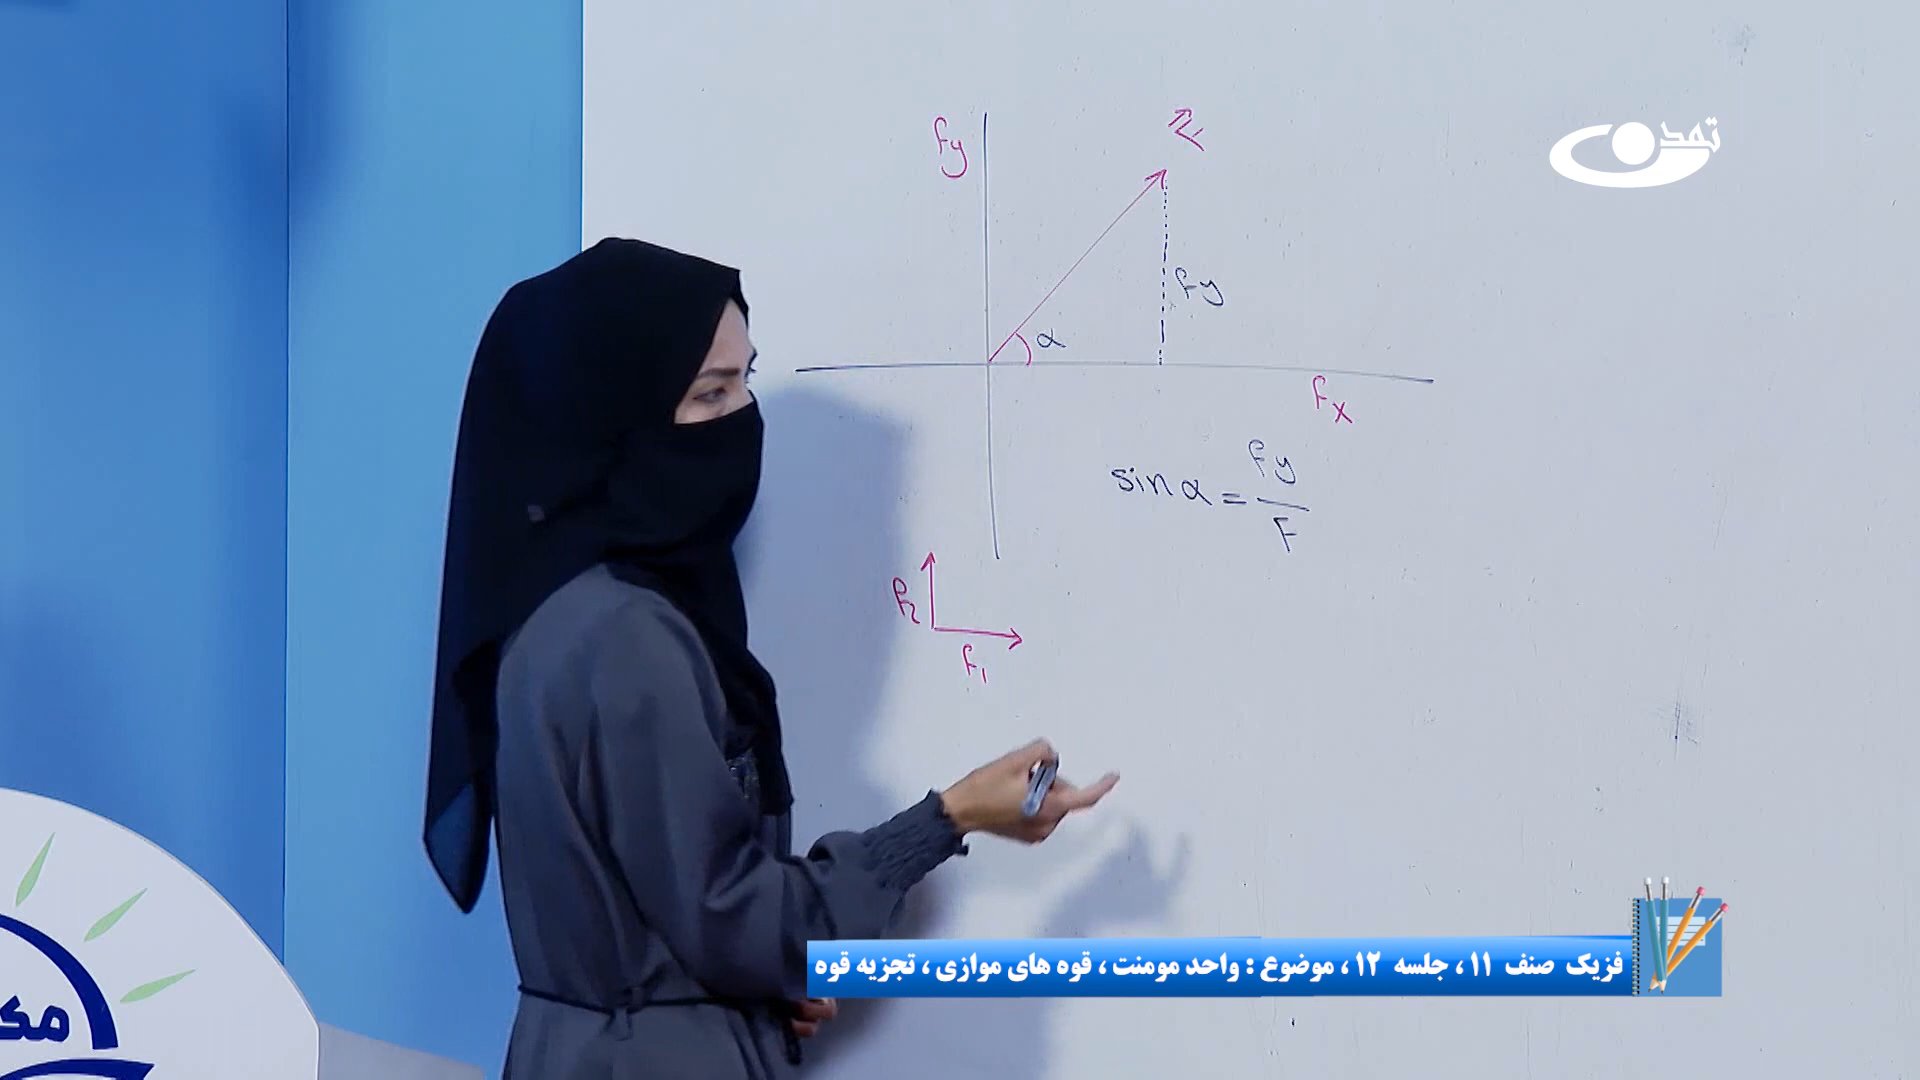 تمدن
fy
F
fy
α
fx
sin α = fy / F
F2
F1
فزیک صنف ۱۱ ، جلسه ۱۲ ، موضوع : واحد مومنت ، قوه های موازی ، تجزیه قوه
مک